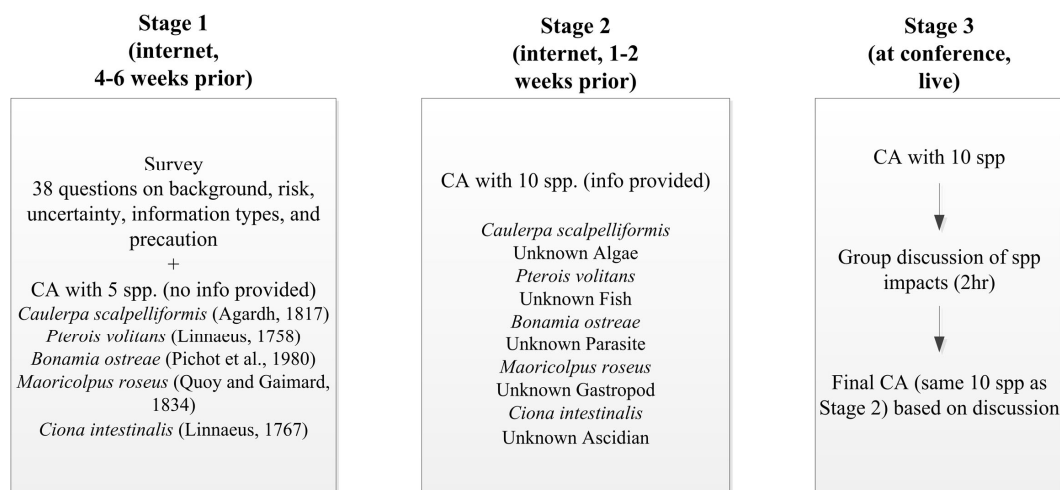 Stage 1
(internet,
4-6 weeks prior)
Survey
38 questions on background, risk,
uncertainty, information types, and
precaution
+
CA with 5 spp. (no info provided)
Caulerpa scalpelliformis (Agardh, 1817)
Pterois volitans (Linnaeus, 1758)
Bonamia ostreae (Pichot et al., 1980)
Maoricolpus roseus (Quoy and Gaimard,
1834)
Ciona intestinalis (Linnaeus, 1767)
Stage 2
(internet, 1-2
weeks prior)
CA with 10 spp. (info provided)
Caulerpa scalpelliformis
Unknown Algae
Pterois volitans
Unknown Fish
Bonamia ostreae
Unknown Parasite
Maoricolpus roseus
Unknown Gastropod
Ciona intestinalis
Unknown Ascidian
Stage 3
(at conference,
live)
CA with 10 spp
Group discussion of spp
impacts (2hr)
Final CA (same 10 spp as
Stage 2) based on discussion